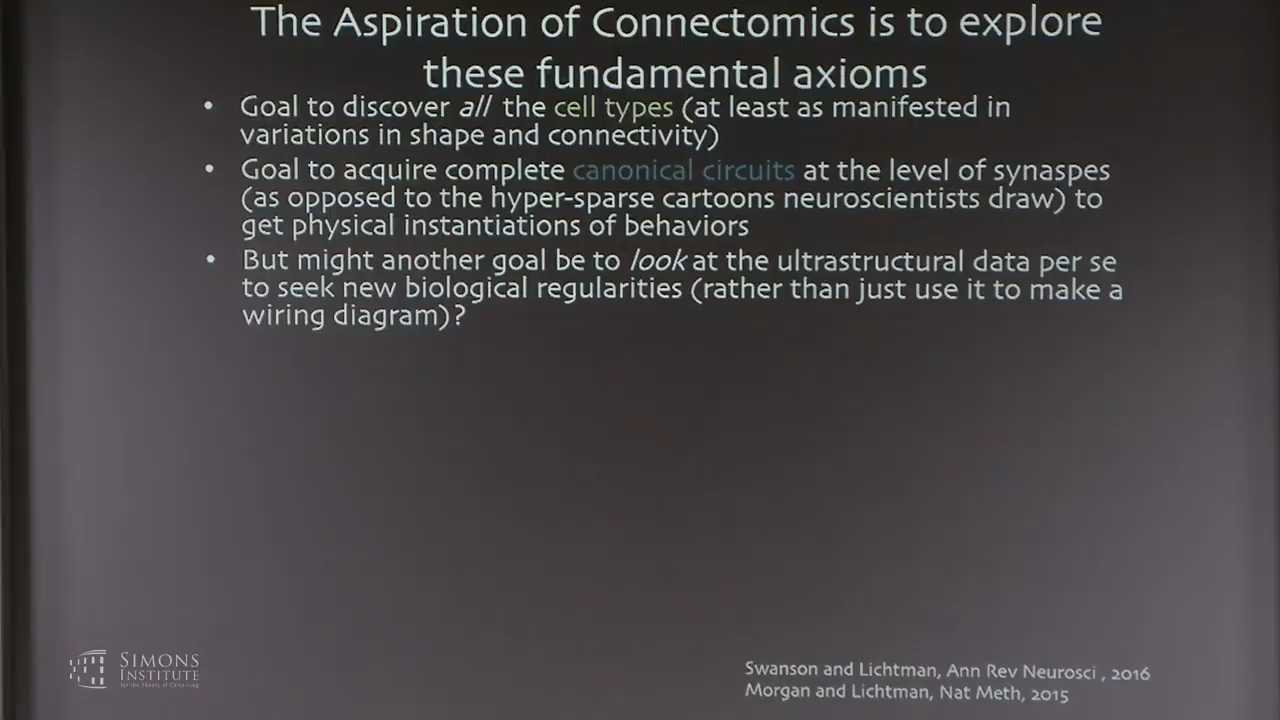 The Aspiration of Connectomics is to explore
these fundamental axioms
• Goal to discover all the cell types (at least as manifested in
variations in shape and connectivity)
• Goal to acquire complete canonical circuits at the level of synaspes
(as opposed to the hyper-sparse cartoons neuroscientists draw) to
get physical instantiations of behaviors
• But might another goal be to look at the ultrastructural data per se
to seek new biological regularities (rather than just use it to make a
wiring diagram)?
SIMONS
INSTITUTE
for the Theory of Computing
Swanson and Lichtman, Ann Rev Neurosci , 2016
Morgan and Lichtman, Nat Meth, 2015